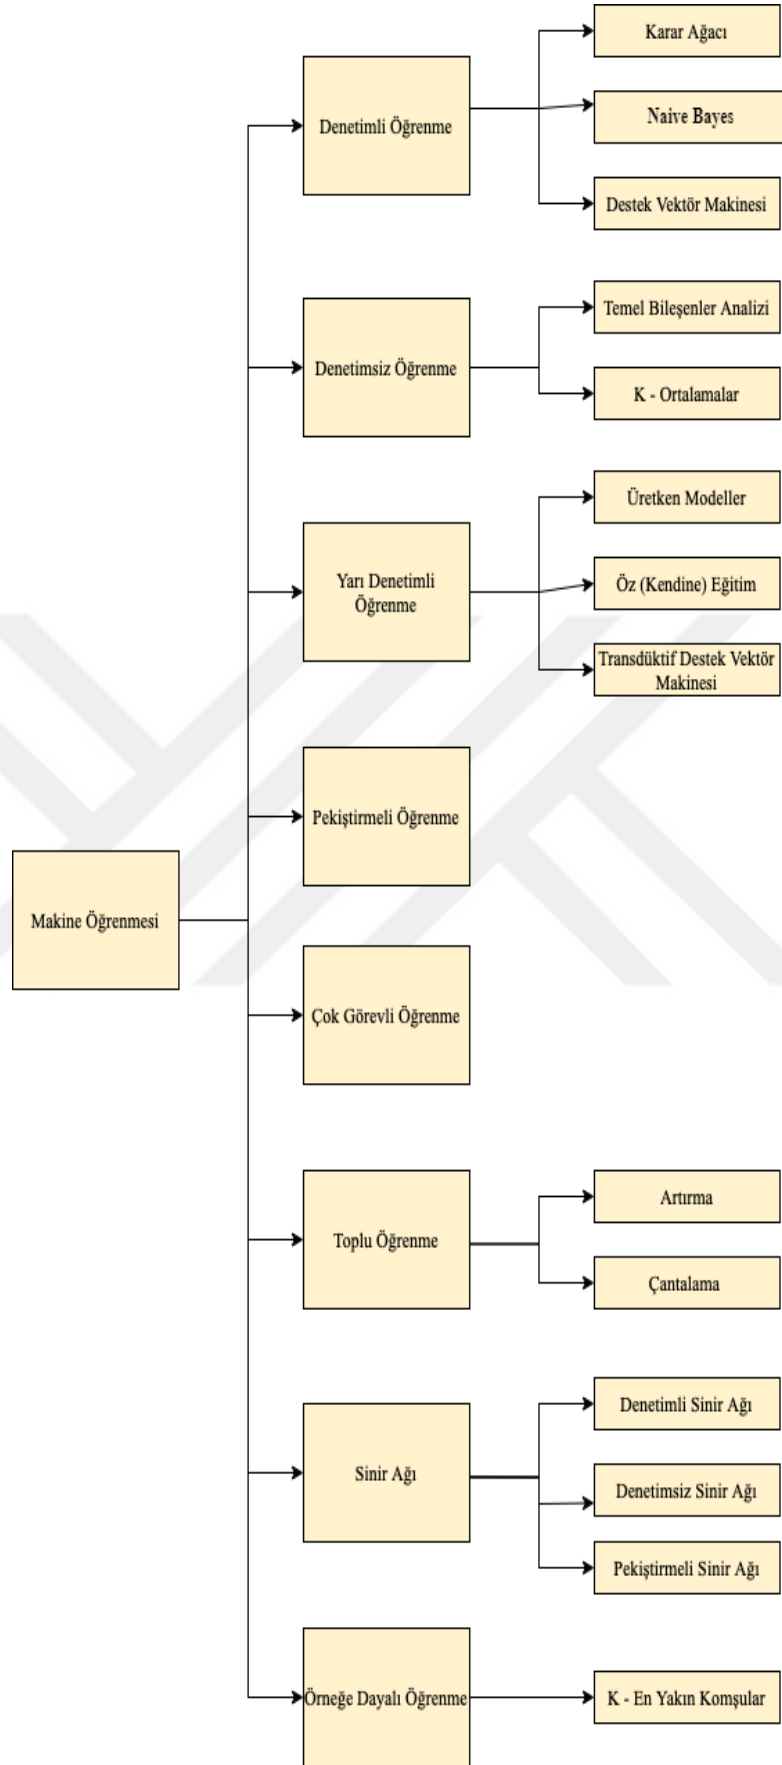 Karar Ağacı
Denetimli Öğrenme
Naive Bayes
Destek Vektör Makinesi
Temel Bileşenler Analizi
Denetimsiz Öğrenme
K - Ortalamalar
Üretken Modeller
Yarı Denetimli
Öğrenme
Öz (Kendine) Eğitim
Transdüktif Destek Vektör
Makinesi
Pekiştirmeli Öğrenme
Makine Öğrenmesi
Çok Görevli Öğrenme
Artırma
Toplu Öğrenme
Çantalama
Denetimli Sinir Ağı
Sinir Ağı
Denetimsiz Sinir Ağı
Pekiştirmeli Sinir Ağı
Örneğe Dayalı Öğrenme
K - En Yakın Komşular